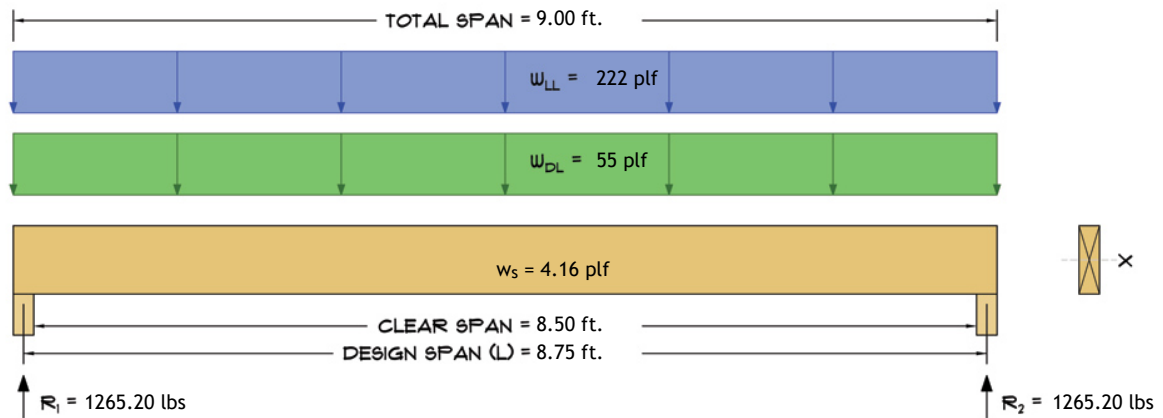 TOTAL SPAN = 9.00 ft.
WLL = 222 plf
WDL = 55 plf
ws = 4.16 plf
X
CLEAR SPAN = 8.50 ft.
DESIGN SPAN (L) = 8.75 ft.
R1 = 1265.20 lbs
R2 = 1265.20 lbs